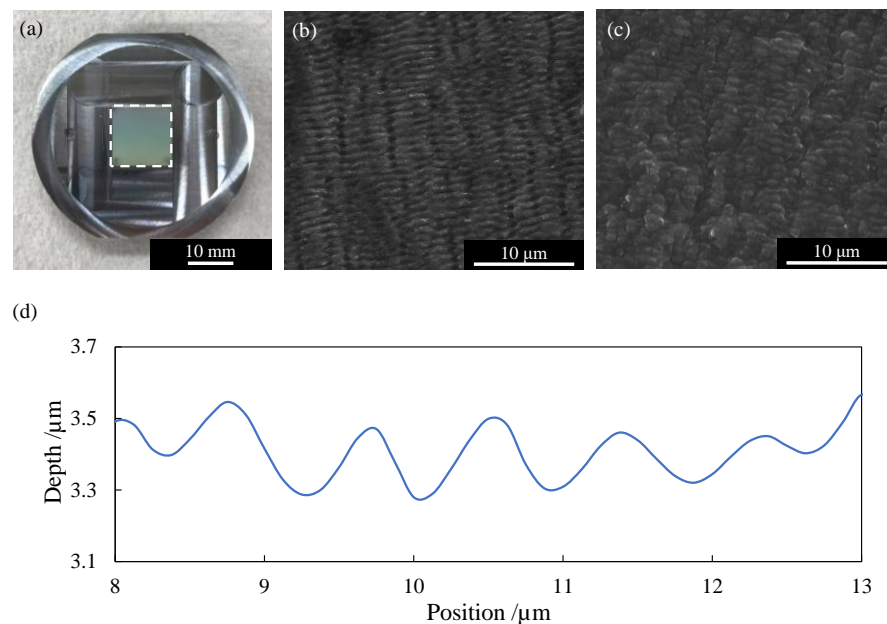 (a)
(b)
(c)
10 mm
10 µm
10 µm
(d)
3.7
3.5
3.3
3.1
Depth /µm
8
9
10
11
12
13
Position /µm